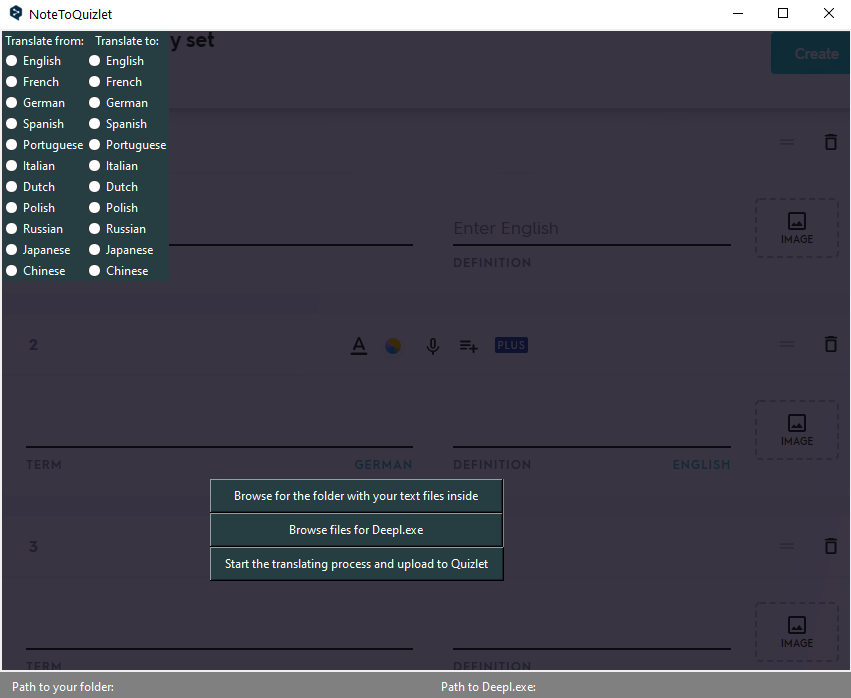 NoteToQuizlet
Translate from: Translate to:
y set
Create
English English
French French
German German
Spanish Spanish
Portuguese Portuguese
Italian Italian
Dutch Dutch
Polish Polish
Russian Russian
Japanese Japanese
Chinese Chinese
Enter English
IMAGE
DEFINITION
2
PLUS
IMAGE
TERM GERMAN DEFINITION ENGLISH
Browse for the folder with your text files inside
Browse files for Deepl.exe
3
Start the translating process and upload to Quizlet
IMAGE
TERM DEFINITION
Path to your folder: Path to Deepl.exe: